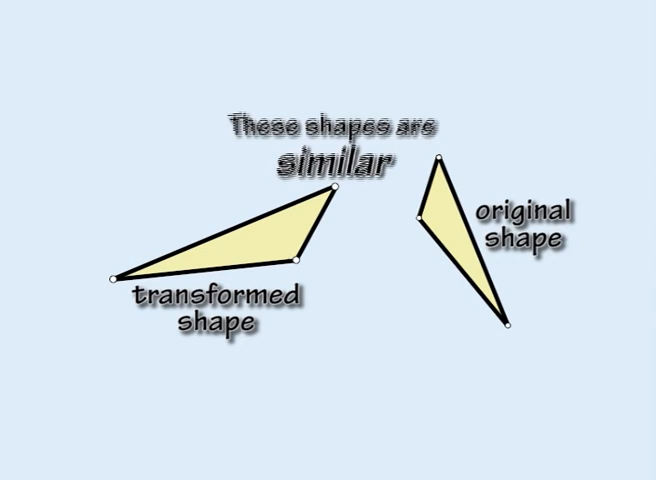 These shapes are
similar
original
shape
transformed
shape